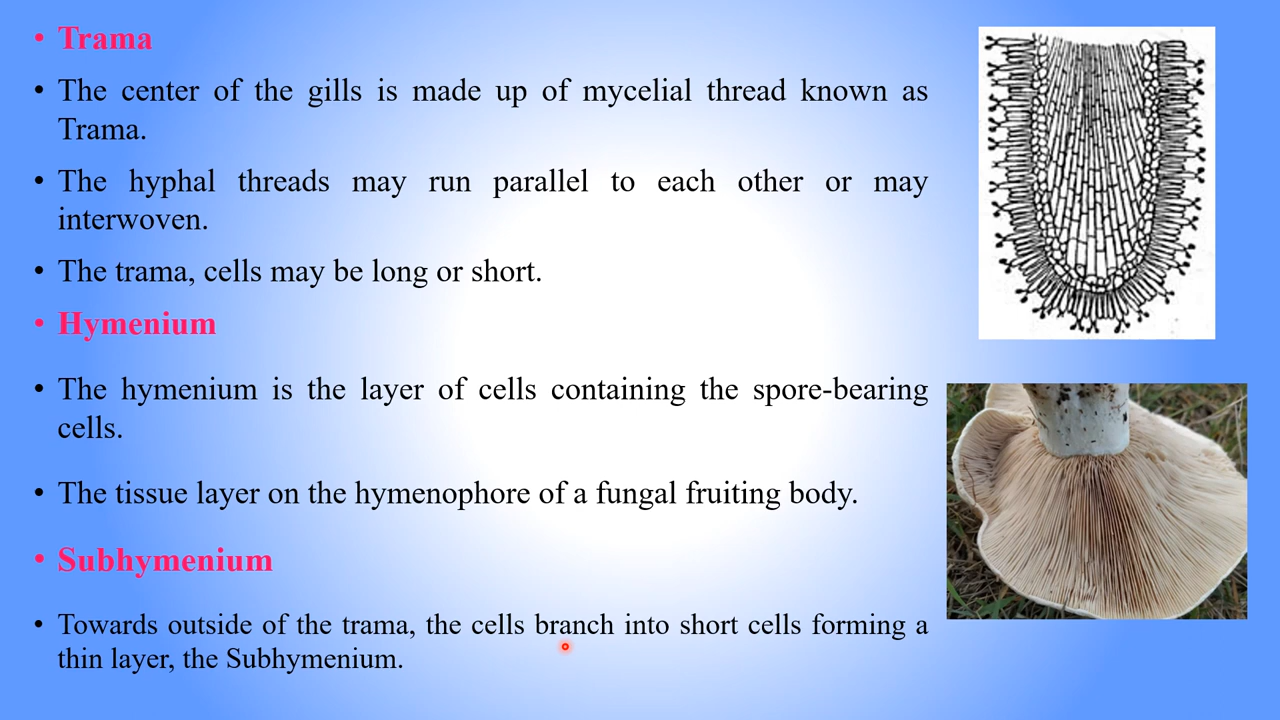 • Trama
• The center of the gills is made up of mycelial thread known as
Trama.
• The hyphal threads may run parallel to each other or may
interwoven.
• The trama, cells may be long or short.
• Hymenium
• The hymenium is the layer of cells containing the spore-bearing
cells.
• The tissue layer on the hymenophore of a fungal fruiting body.
• Subhymenium
• Towards outside of the trama, the cells branch into short cells forming a
thin layer, the Subhymenium.